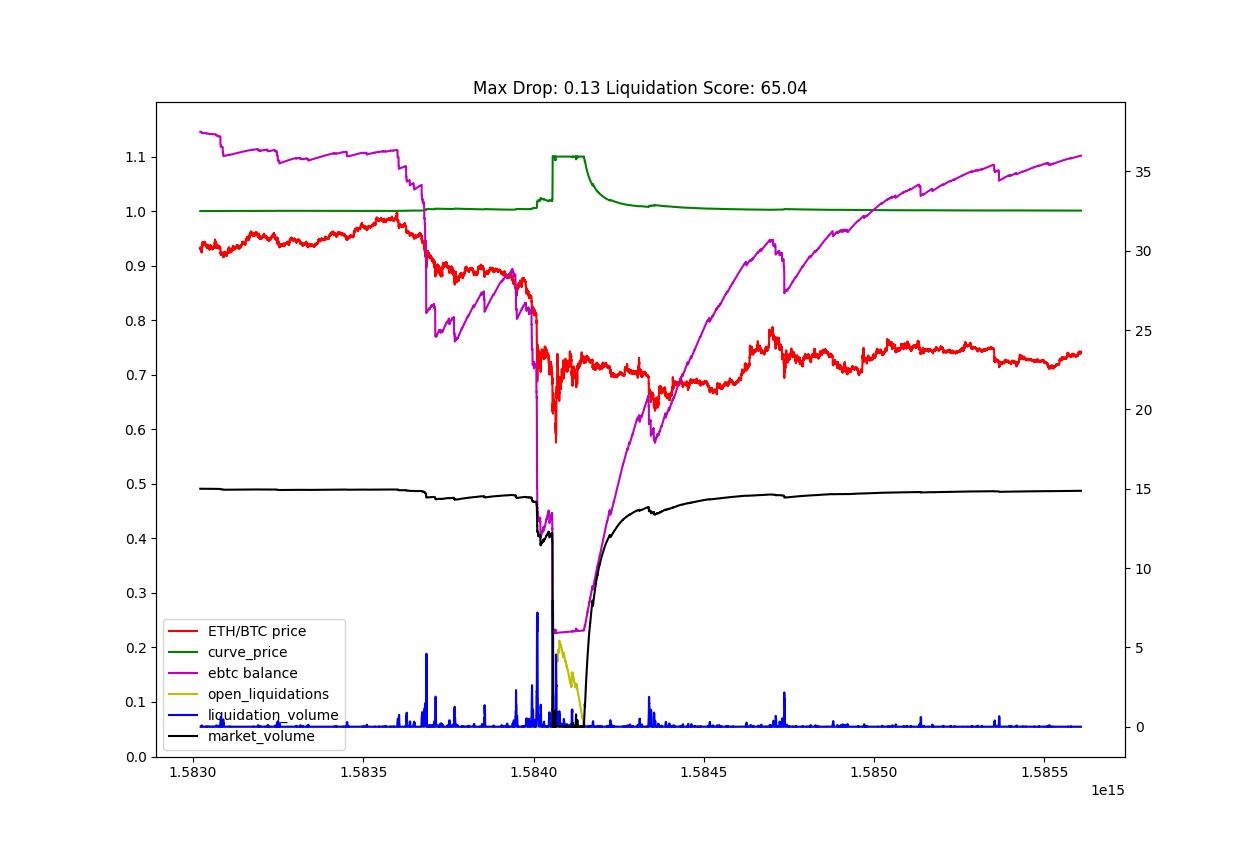 Max Drop: 0.13 Liquidation Score: 65.04
1.1
1.0
0.9
0.8
0.7
0.6
0.5
0.4
0.3
0.2
0.1
0.0
35
30
25
20
15
10
5
0
ETH/BTC price
curve_price
ebtc balance
open_liquidations
liquidation_volume
market_volume
1.5830 1.5835 1.5840 1.5845 1.5850 1.5855
1e15